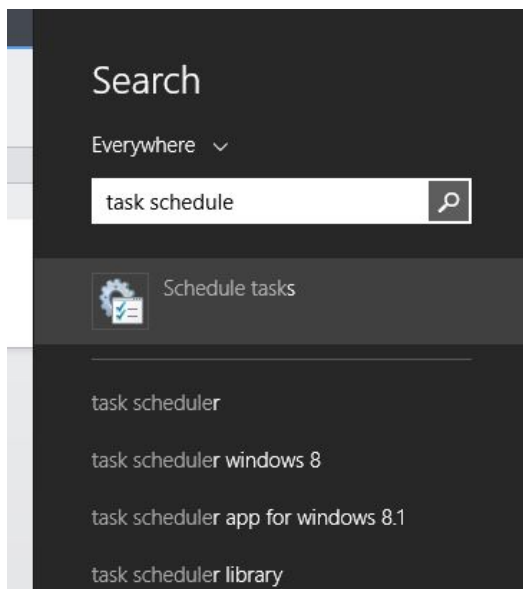 Search
Everywhere
task schedule
Schedule tasks
task scheduler
task scheduler windows 8
task scheduler app for windows 8.1
task scheduler library